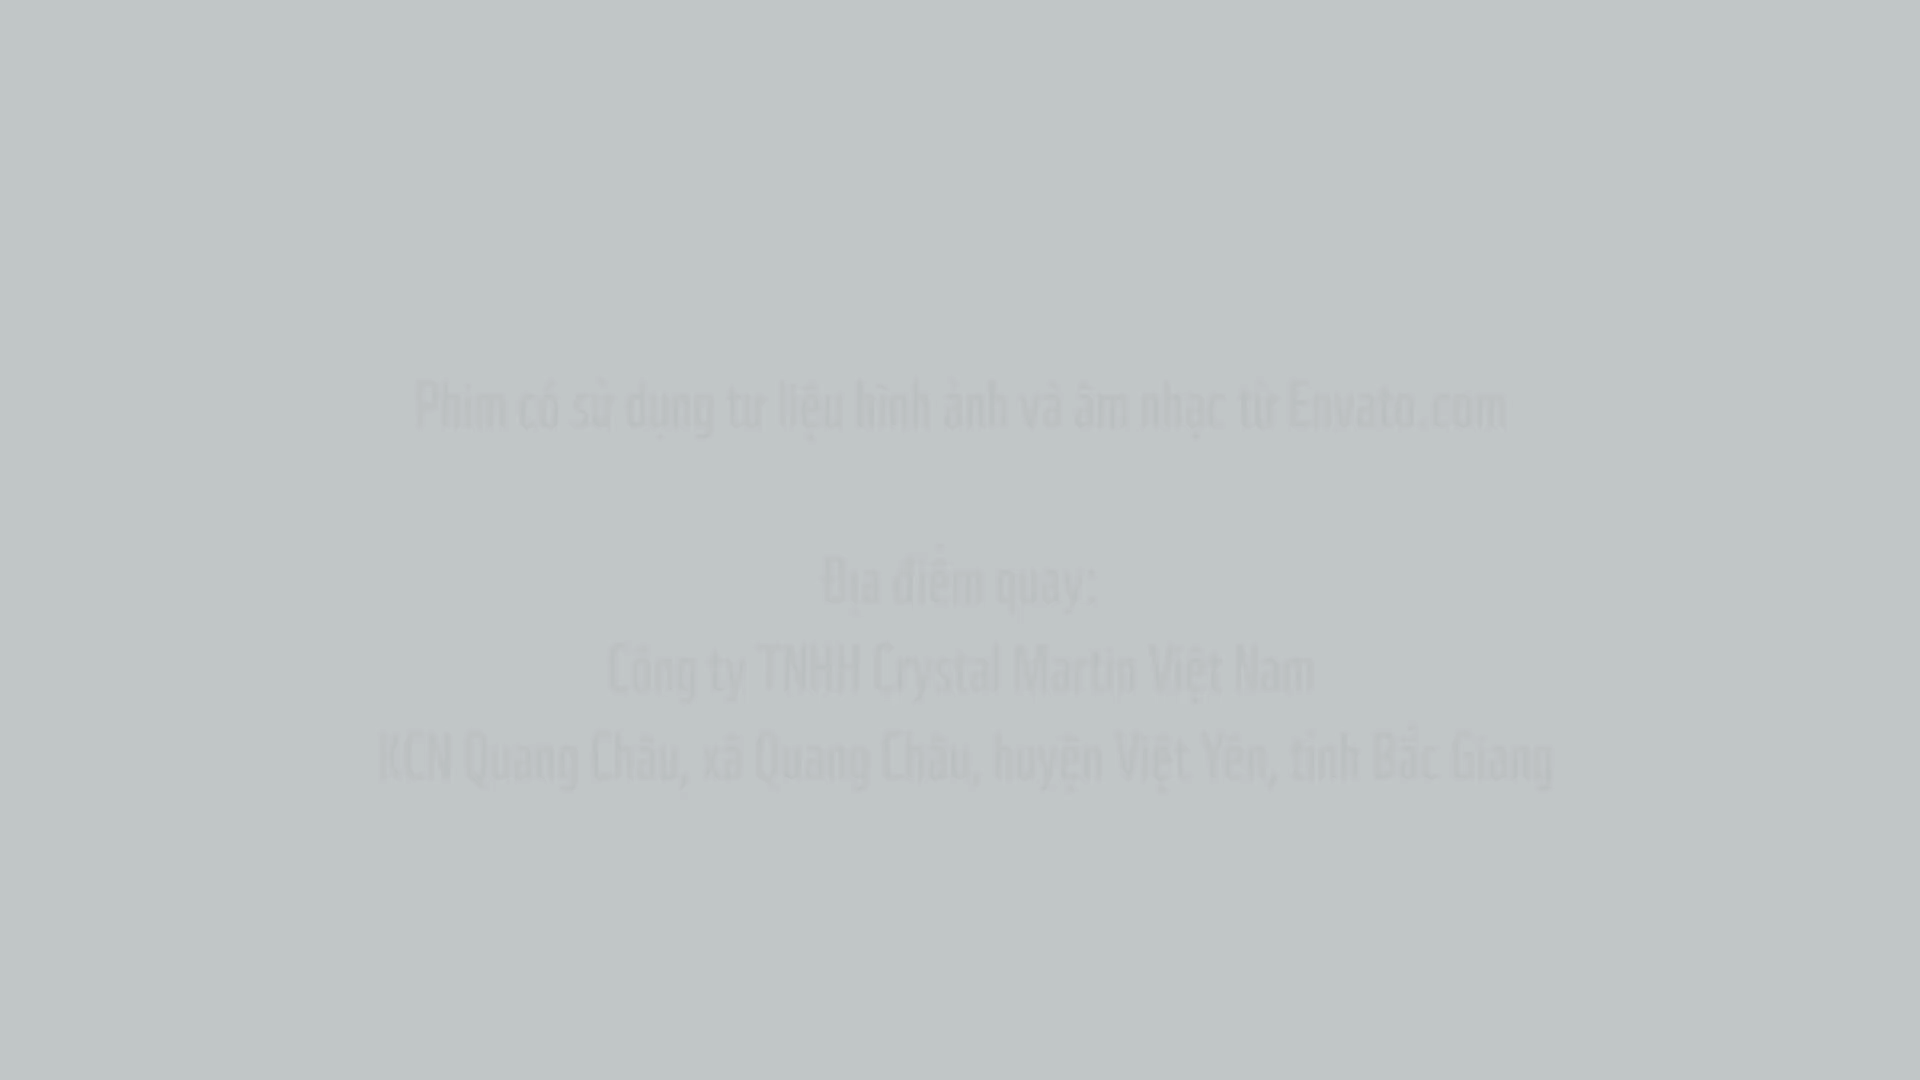 Phim có sử dụng tư liệu hình ảnh và âm nhạc từ Envato.com
Địa điểm quay:
Công ty TNHH Crystal Martin Việt Nam
KCN Quang Châu, xã Quang Châu, huyện Việt Yên, tỉnh Bắc Giang